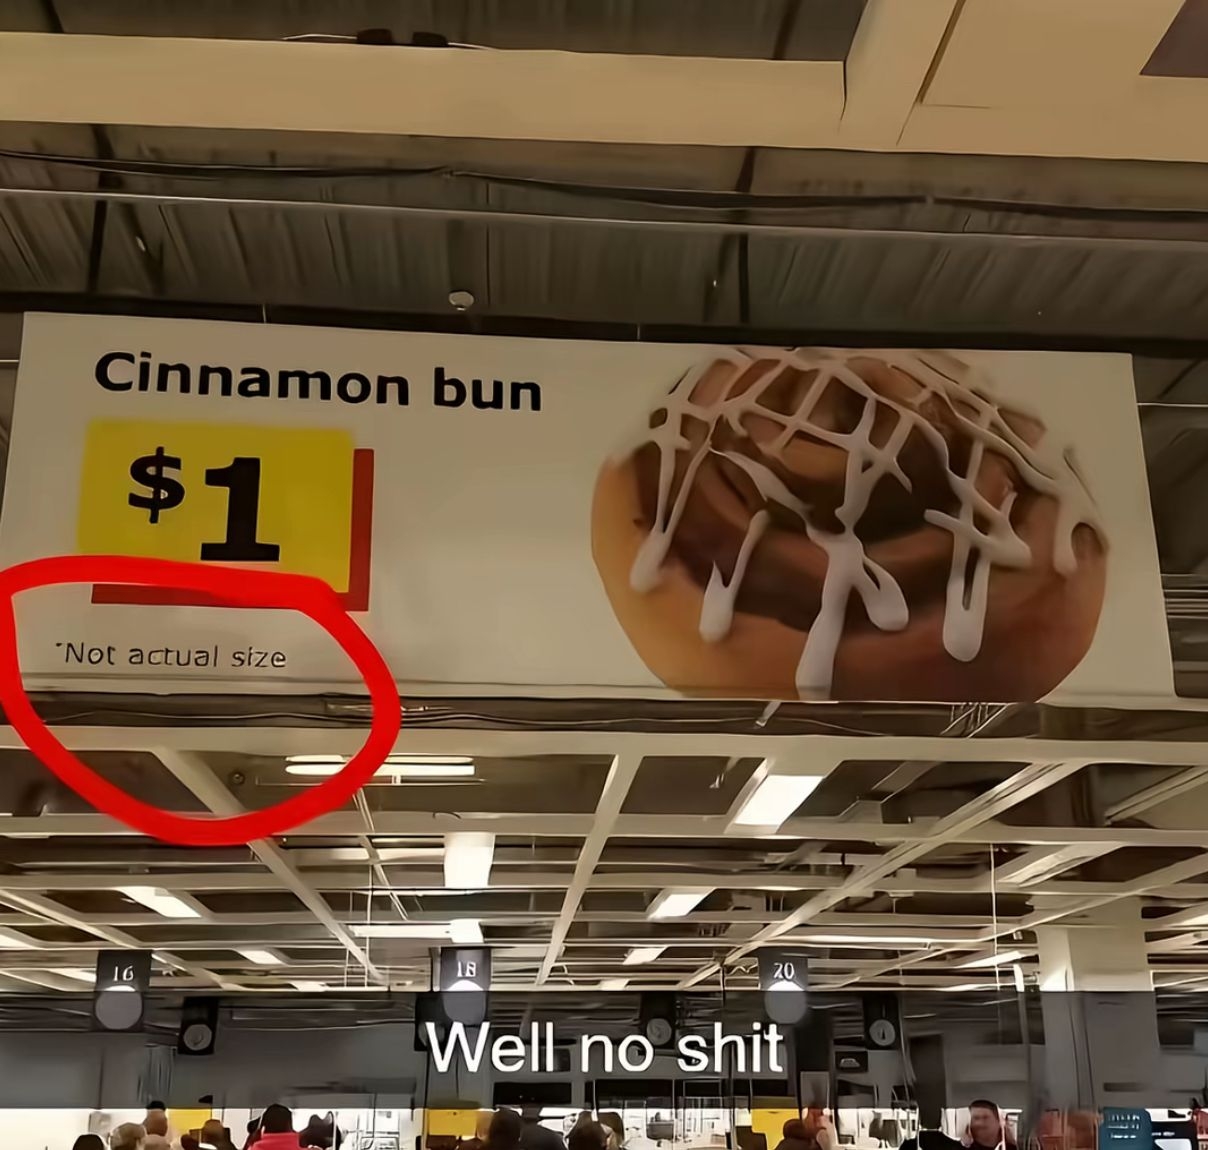 Cinnamon bun
$1
*Not actual size
16
18
20
Well no shit